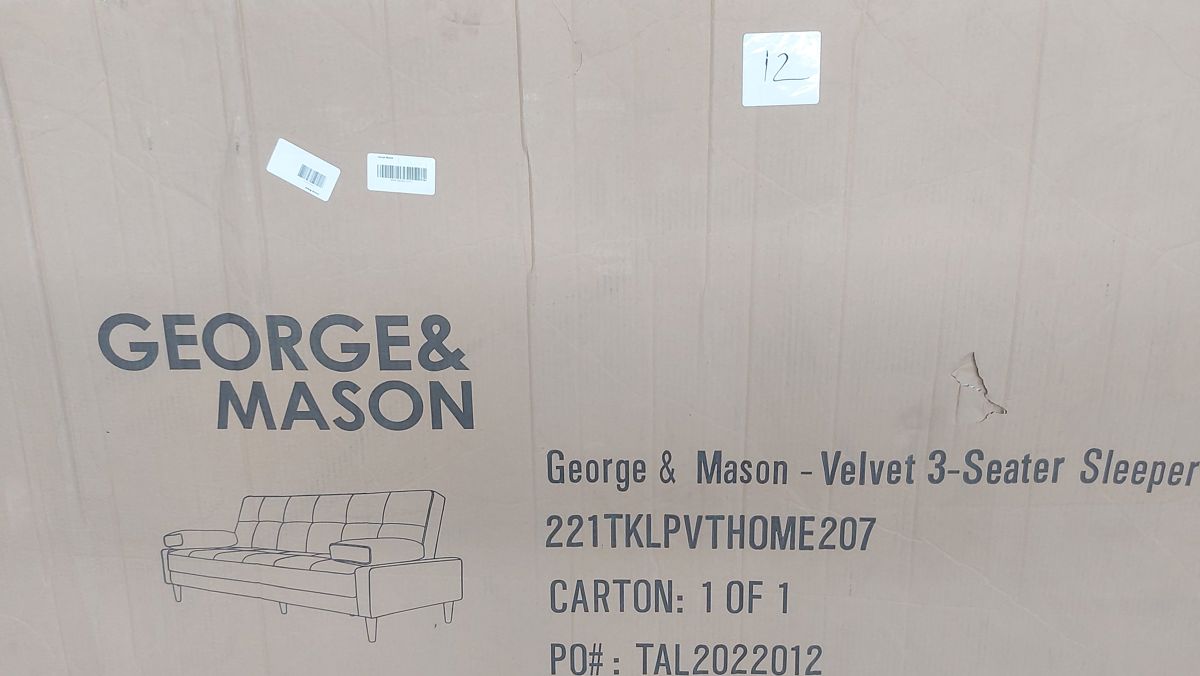 12
GEORGE&
MASON
George & Mason - Velvet 3-Seater Sleeper
221TKLPVTHOME207
CARTON: 1 OF 1
PO#: TAL2022012